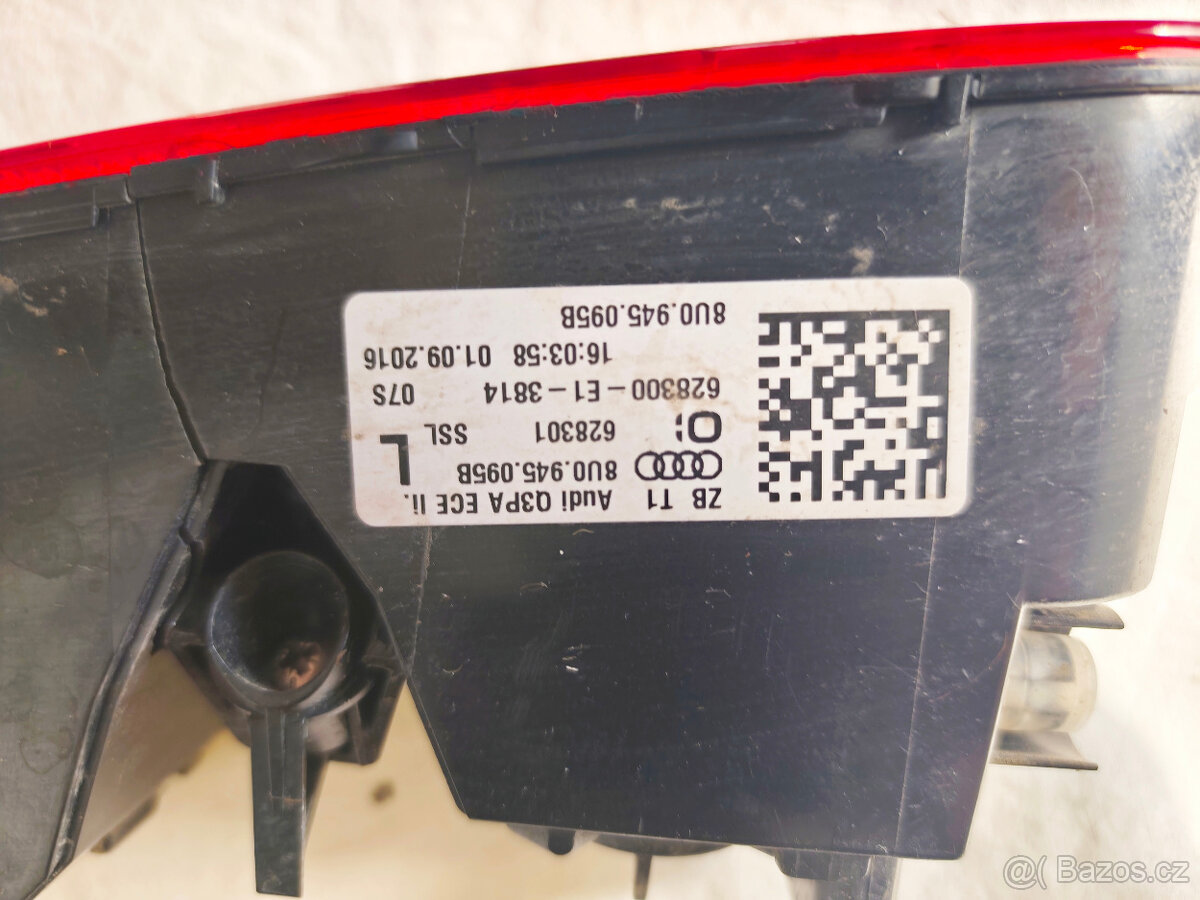 ZB T1 Audi Q3PA ECE li.
8U0.945.095B
628301 SSL L
628300-E1-3814 07S
16:03:58 01.09.2016
8U0.945.095B
@( Bazos.cz